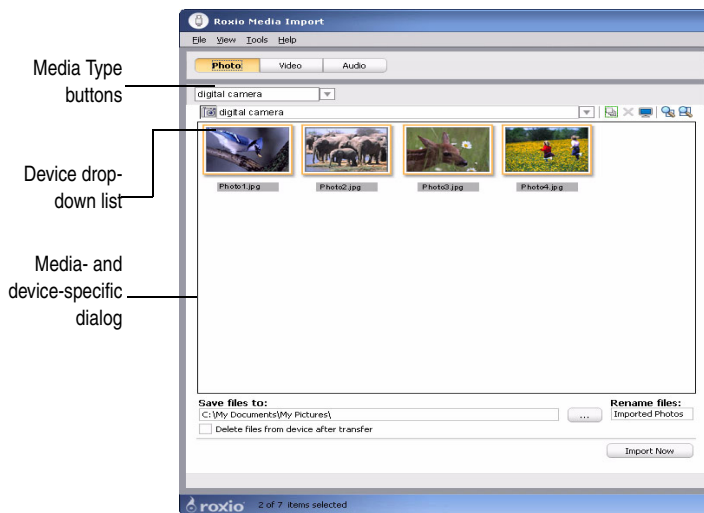 Roxio Media Import
File View Tools Help
Photo Video Audio
Media Type
buttons
digital camera
digital camera
Device drop-
down list
Photo1.jpg Photo2.jpg Photo3.jpg Photo4.jpg
Media- and
device-specific
dialog
Save files to: Rename files:
C:\My Documents\My Pictures\ ... Imported Photos
Delete files from device after transfer
Import Now
roxio 2 of 7 items selected